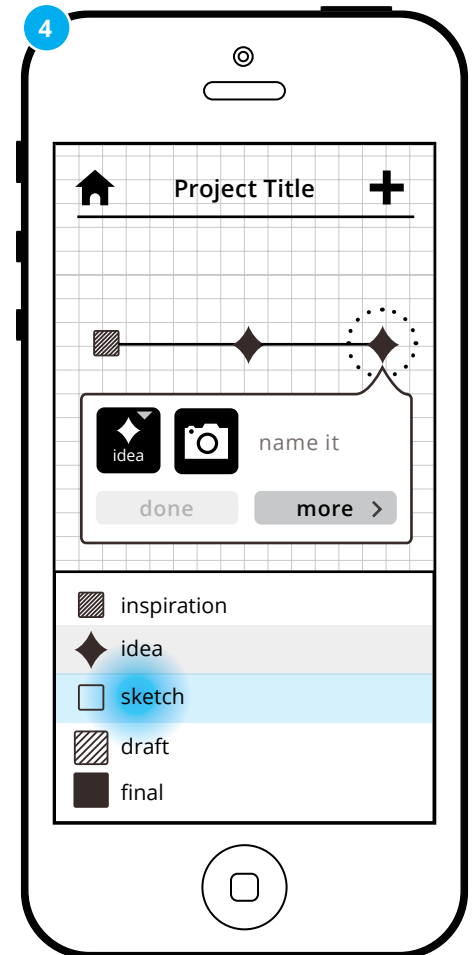 4
Project Title
idea
name it
done
more
inspiration
idea
sketch
draft
final